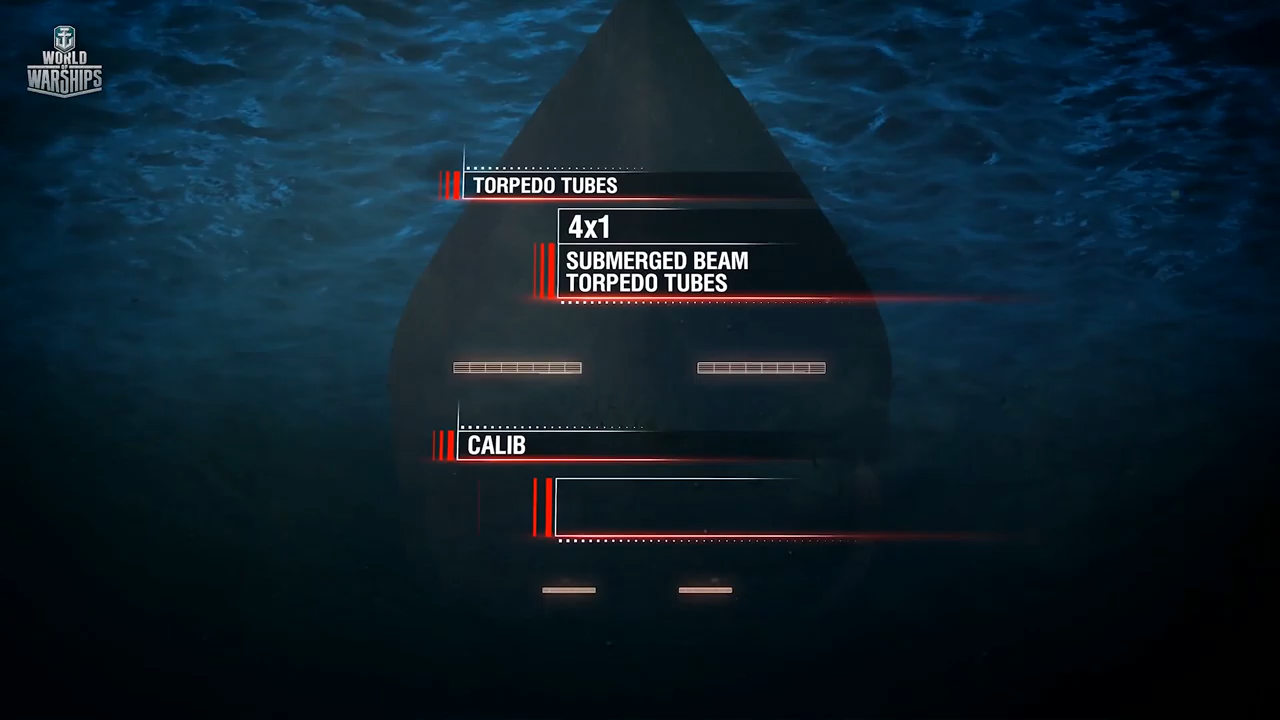 WORLD
OF
WARSHIPS
TORPEDO TUBES
4x1
SUBMERGED BEAM
TORPEDO TUBES
CALIB